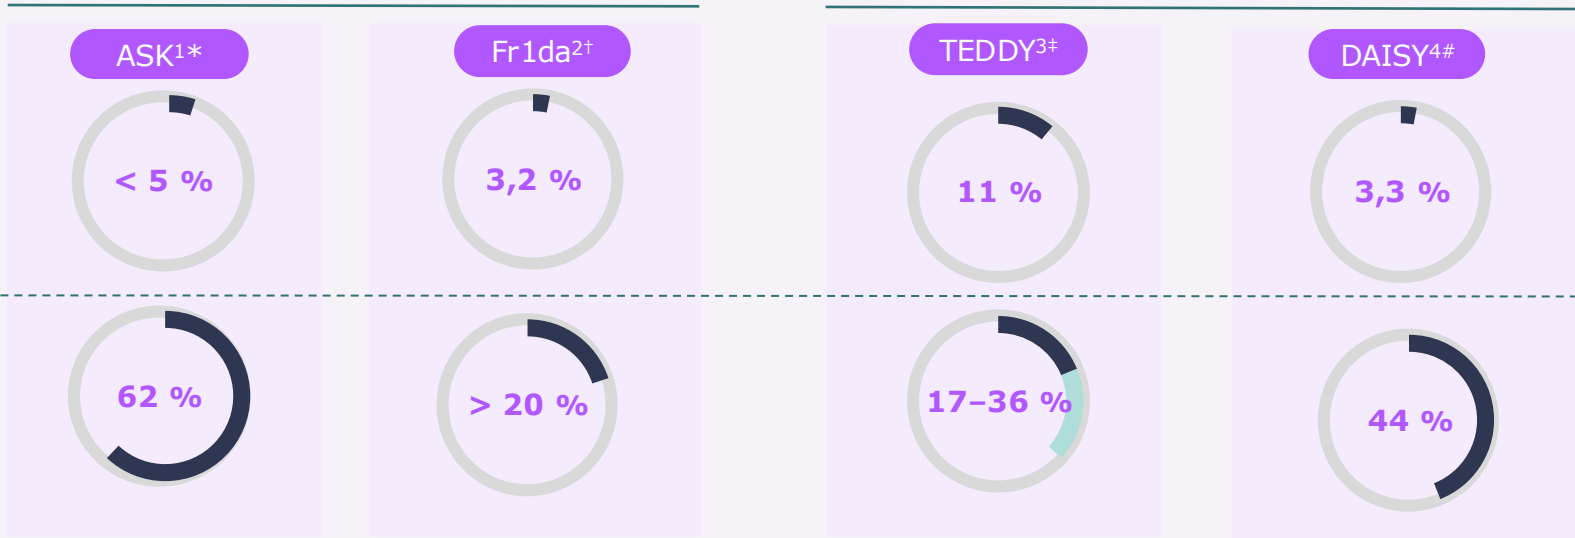 ASK¹*
Fr1da²†
TEDDY³‡
DAISY⁴#
< 5 %
3,2 %
11 %
3,3 %
62 %
> 20 %
17–36 %
44 %